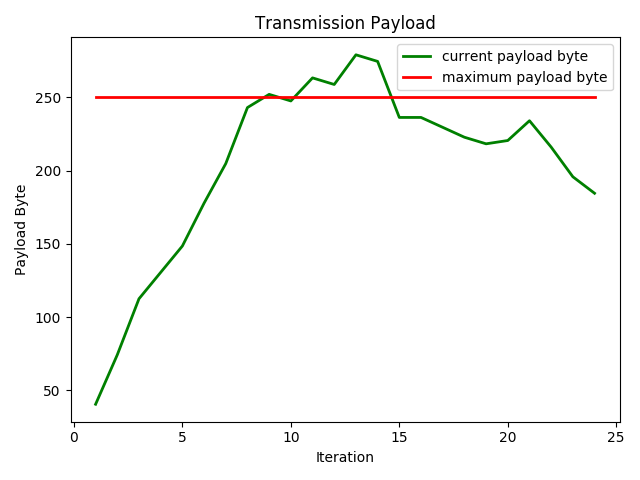 Transmission Payload
current payload byte
maximum payload byte
Payload Byte
250
200
150
100
50
0 5 10 15 20 25
Iteration